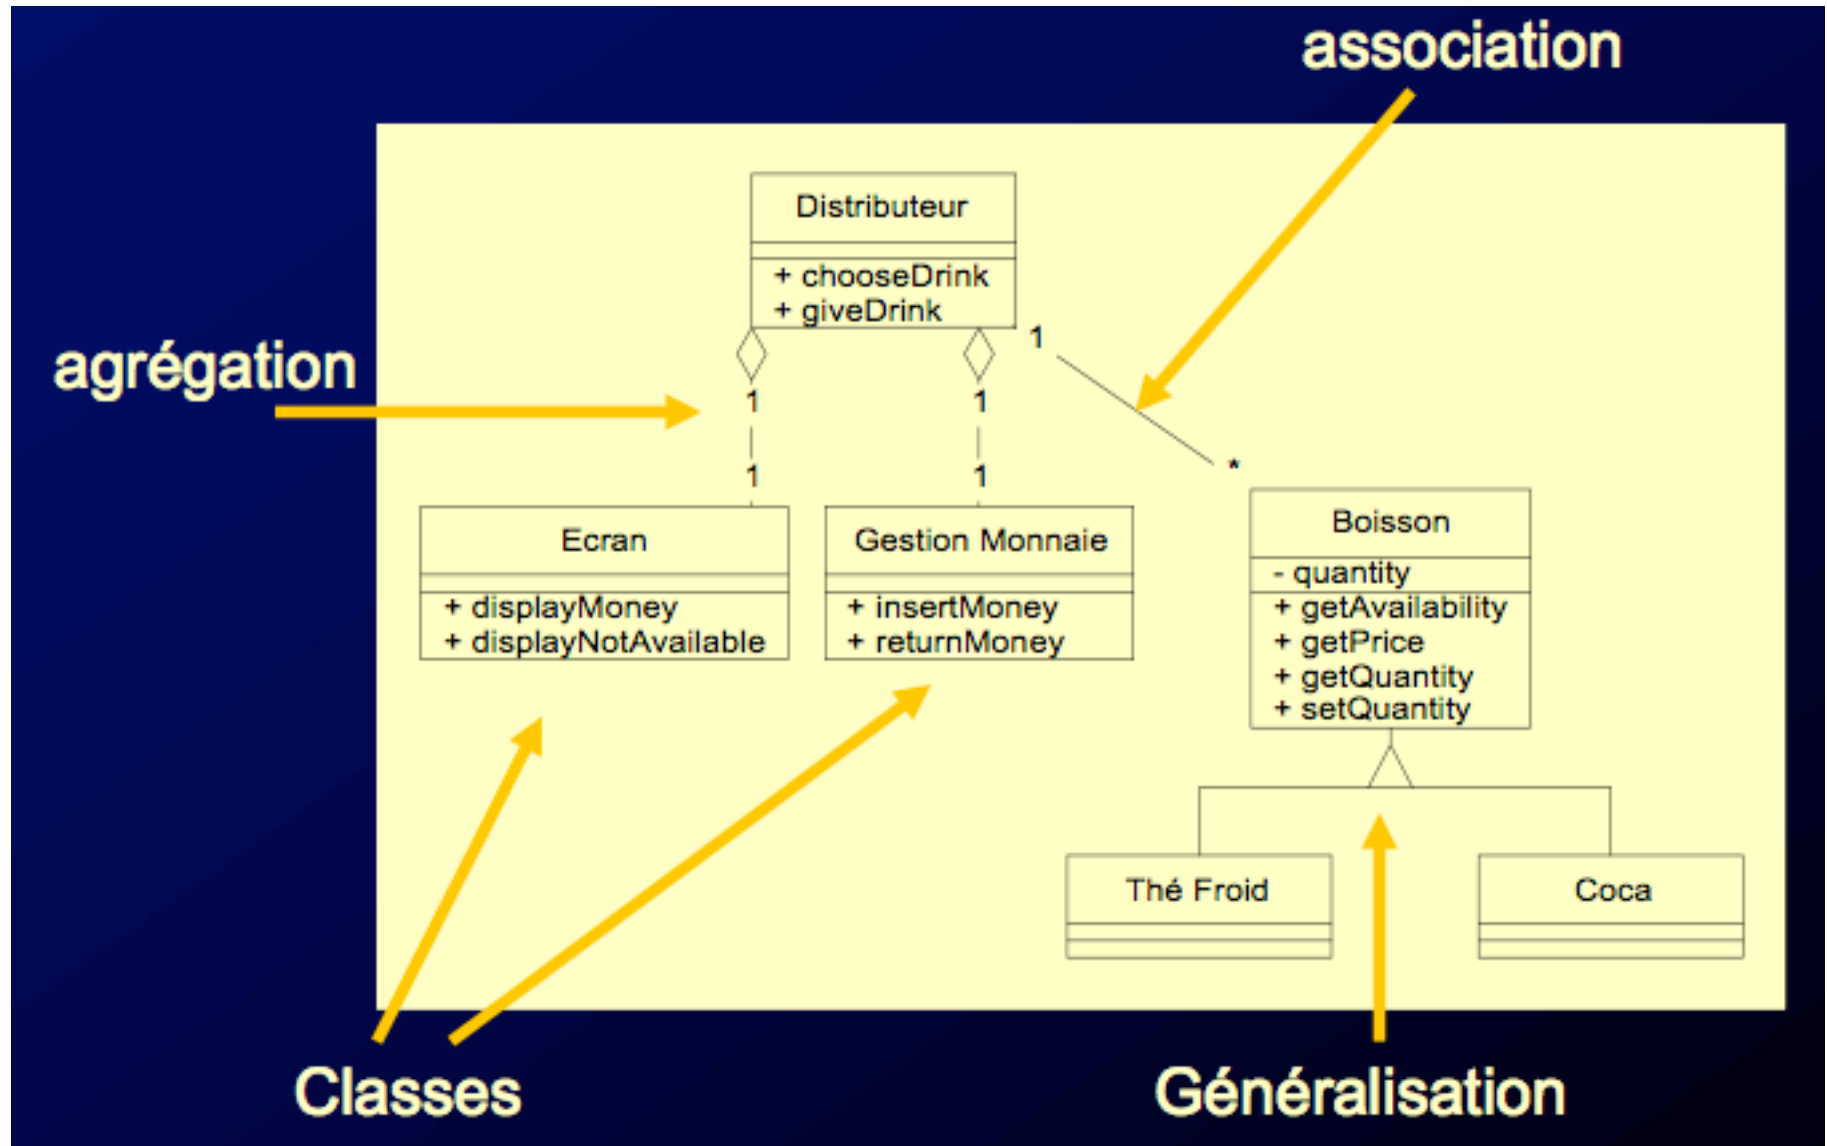 association
Distributeur
+ chooseDrink
+ giveDrink
1
agrégation
1
1
1
1
*
Ecran
+ displayMoney
+ displayNotAvailable
Gestion Monnaie
+ insertMoney
+ returnMoney
Boisson
- quantity
+ getAvailability
+ getPrice
+ getQuantity
+ setQuantity
Thé Froid
Coca
Classes
Généralisation